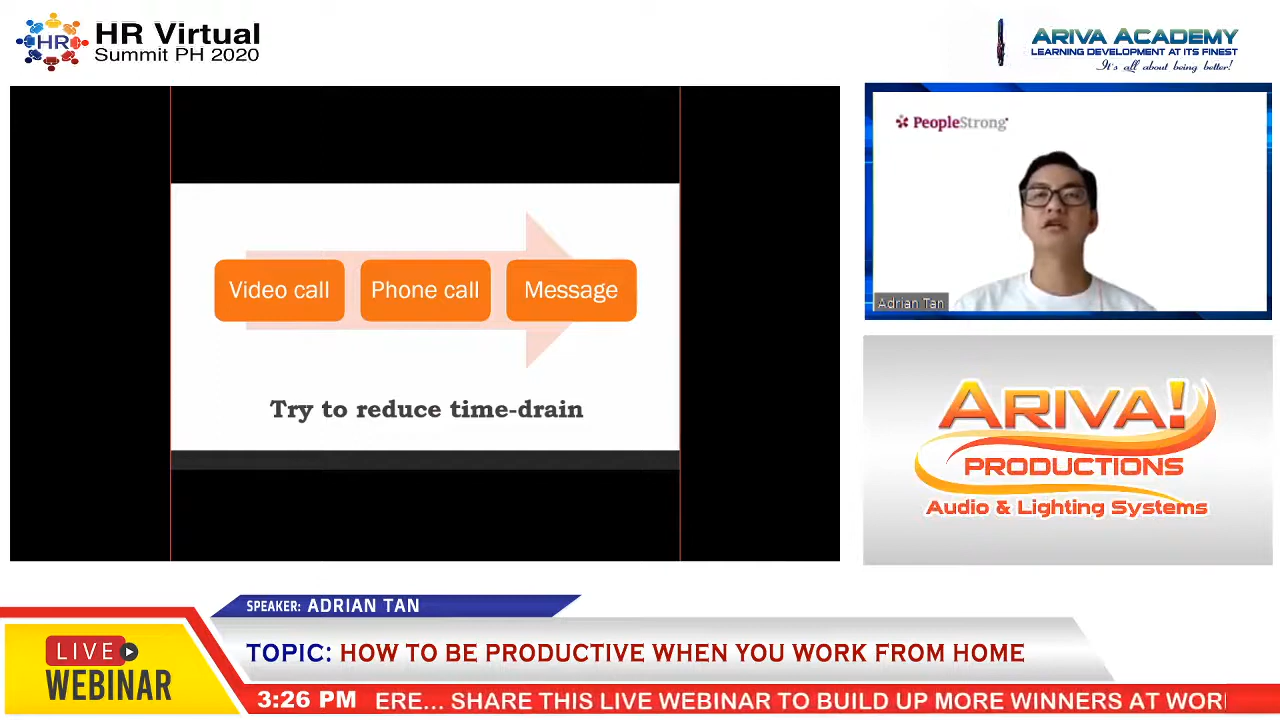 HR
HR Virtual
Summit PH 2020
ARIVA ACADEMY
LEARNING DEVELOPMENT AT ITS FINEST
It's all about being better!
Video call
Phone call
Message
Try to reduce time-drain
PeopleStrong
Adrian Tan
ARIVA!
PRODUCTIONS
Audio & Lighting Systems
SPEAKER: ADRIAN TAN
LIVE
WEBINAR
TOPIC: HOW TO BE PRODUCTIVE WHEN YOU WORK FROM HOME
3:26 PM
ERE... SHARE THIS LIVE WEBINAR TO BUILD UP MORE WINNERS AT WOR